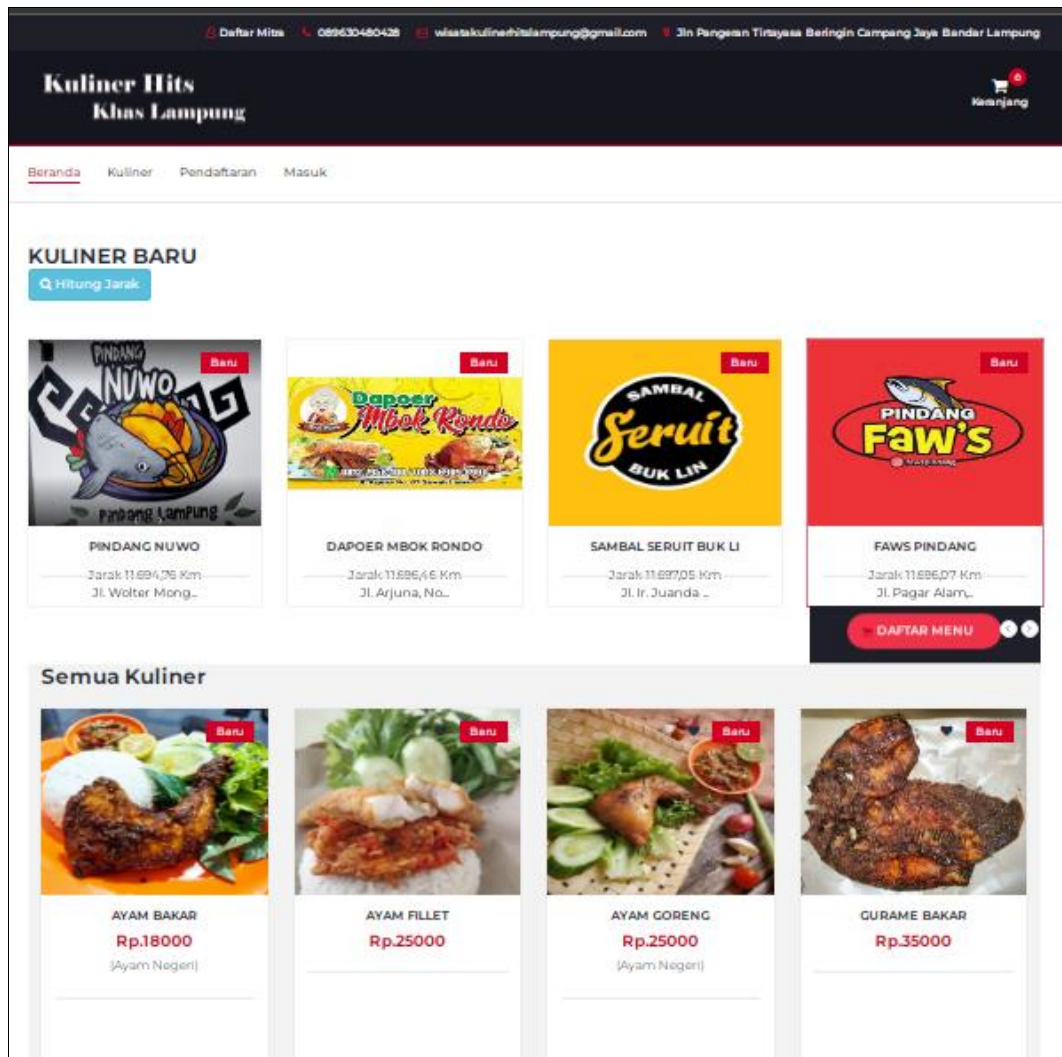 Daftar Mitra 089630480428 wisatakulinerhitslampung@gmail.com Jln Pangeran Tirtayasa Beringin Campang Jaya Bandar Lampung
Kuliner Hits
Khas Lampung
0
Keranjang
Beranda Kuliner Pendaftaran Masuk
KULINER BARU
Hitung Jarak
Baru Baru Baru Baru
PINDANG
NUWO
Pindang Lampung
Dapoer
Mbok Rondo
SAMBAL
Seruit
BUK LIN
PINDANG
Faw's
PINDANG NUWO DAPOER MBOK RONDO SAMBAL SERUIT BUK LI FAWS PINDANG
Jarak 11.694,76 Km Jarak 11.696,46 Km Jarak 11.697,05 Km Jarak 11.696,07 Km
Jl. Wolter Mong... Jl. Arjuna, No... Jl. Ir. Juanda ... Jl. Pagar Alam,...
DAFTAR MENU
Semua Kuliner
Baru Baru Baru Baru
AYAM BAKAR AYAM FILLET AYAM GORENG GURAME BAKAR
Rp.18000 Rp.25000 Rp.25000 Rp.35000
(Ayam Negeri) (Ayam Negeri)